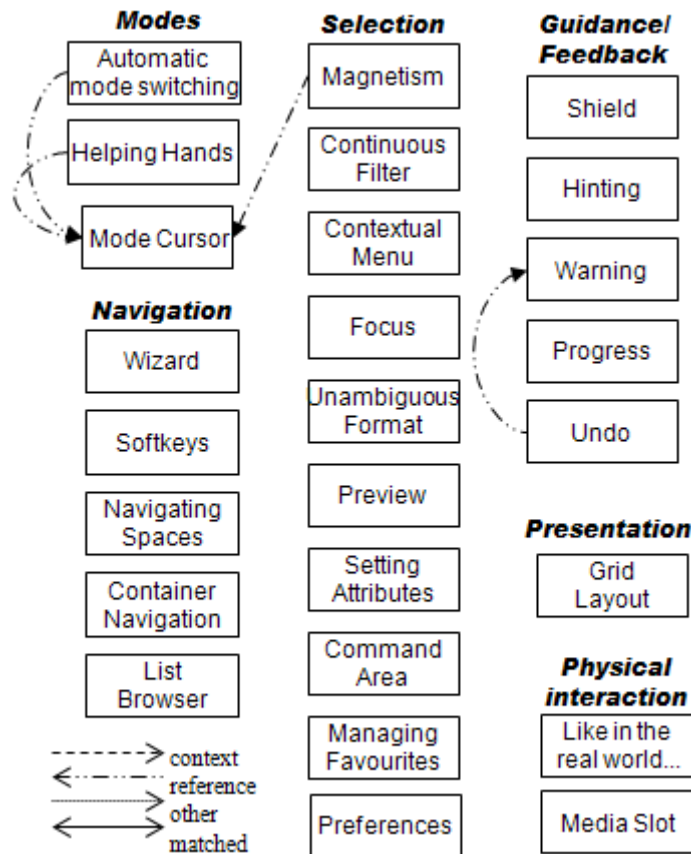 Modes
Automatic
mode switching
Helping Hands
Mode Cursor
Navigation
Wizard
Softkeys
Navigating
Spaces
Container
Navigation
List
Browser
context
reference
other
matched
Selection
Magnetism
Continuous
Filter
Contextual
Menu
Focus
Unambiguous
Format
Preview
Setting
Attributes
Command
Area
Managing
Favourites
Preferences
Guidance/
Feedback
Shield
Hinting
Warning
Progress
Undo
Presentation
Grid
Layout
Physical
interaction
Like in the
real world...
Media Slot